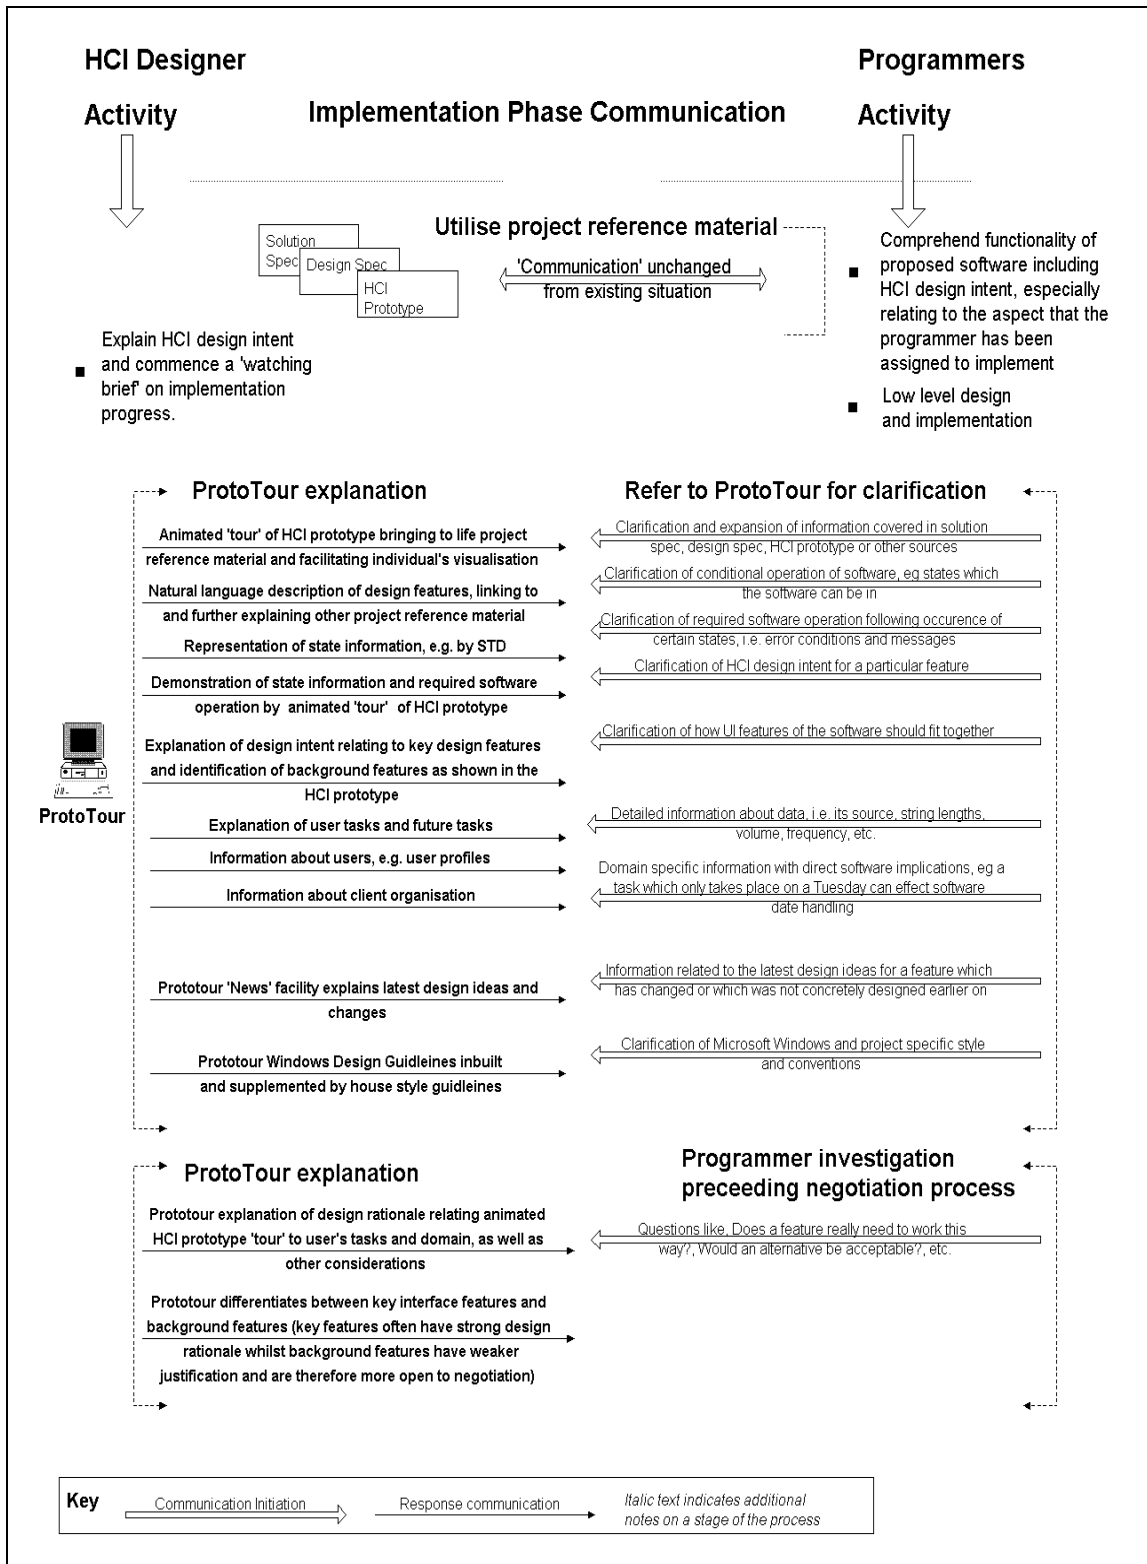 HCI Designer
Programmers
Activity
Implementation Phase Communication
Activity
Utilise project reference material
Solution
Spec
Design Spec
HCI
Prototype
'Communication' unchanged
from existing situation
Comprehend functionality of
proposed software including
HCI design intent, especially
relating to the aspect that the
programmer has been
assigned to implement
Low level design
and implementation
Explain HCI design intent
and commence a 'watching
brief' on implementation
progress.
ProtoTour explanation
Refer to ProtoTour for clarification
Animated 'tour' of HCI prototype bringing to life project
reference material and facilitating individual's visualisation
Natural language description of design features, linking to
and further explaining other project reference material
Representation of state information, e.g. by STD
Demonstration of state information and required software
operation by animated 'tour' of HCI prototype
Explanation of design intent relating to key design features
and identification of background features as shown in the
HCI prototype
ProtoTour
Explanation of user tasks and future tasks
Information about users, e.g. user profiles
Information about client organisation
Prototour 'News' facility explains latest design ideas and
changes
Prototour Windows Design Guidleines inbuilt
and supplemented by house style guidleines
Clarification and expansion of information covered in solution
spec, design spec, HCI prototype or other sources
Clarification of conditional operation of software, eg states which
the software can be in
Clarification of required software operation following occurence of
certain states, i.e. error conditions and messages
Clarification of HCI design intent for a particular feature
Clarification of how UI features of the software should fit together
Detailed information about data, i.e. its source, string lengths,
volume, frequency, etc.
Domain specific information with direct software implications, eg a
task which only takes place on a Tuesday can effect software
date handling
Information related to the latest design ideas for a feature which
has changed or which was not concretely designed earlier on
Clarification of Microsoft Windows and project specific style
and conventions
ProtoTour explanation
Programmer investigation
preceeding negotiation process
Prototour explanation of design rationale relating animated
HCI prototype 'tour' to user's tasks and domain, as well as
other considerations
Prototour differentiates between key interface features and
background features (key features often have strong design
rationale whilst background features have weaker
justification and are therefore more open to negotiation)
Questions like, Does a feature really need to work this
way?, Would an alternative be acceptable?, etc.
Key
Communication Initiation
Response communication
Italic text indicates additional
notes on a stage of the process